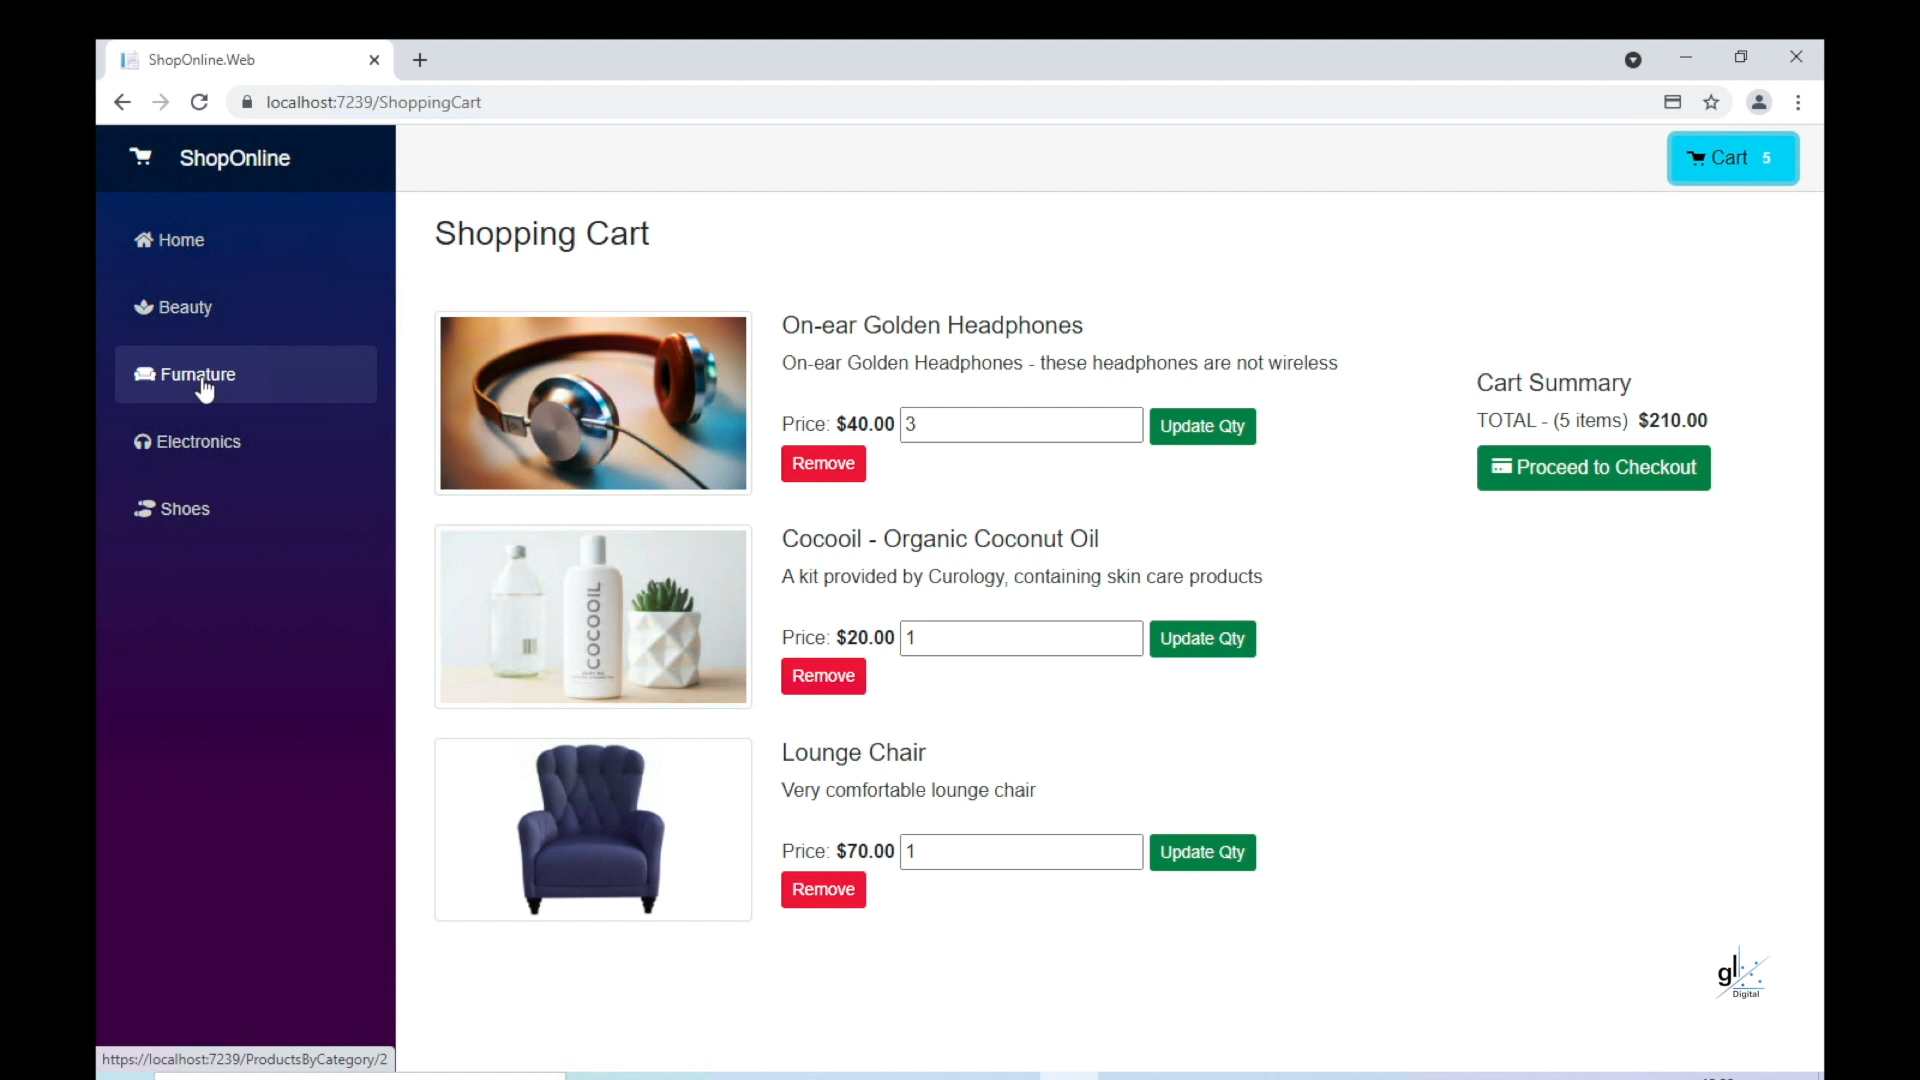 ShopOnline.Web
localhost:7239/ShoppingCart
ShopOnline
Cart 5
Home
Beauty
Furnature
Electronics
Shoes
Shopping Cart
On-ear Golden Headphones
On-ear Golden Headphones - these headphones are not wireless
Price: $40.00 3 Update Qty
Remove
Cart Summary
TOTAL - (5 items) $210.00
Proceed to Checkout
COCOOIL
Cocooil - Organic Coconut Oil
A kit provided by Curology, containing skin care products
Price: $20.00 1 Update Qty
Remove
Lounge Chair
Very comfortable lounge chair
Price: $70.00 1 Update Qty
Remove
gl
Digital
https://localhost:7239/ProductsByCategory/2